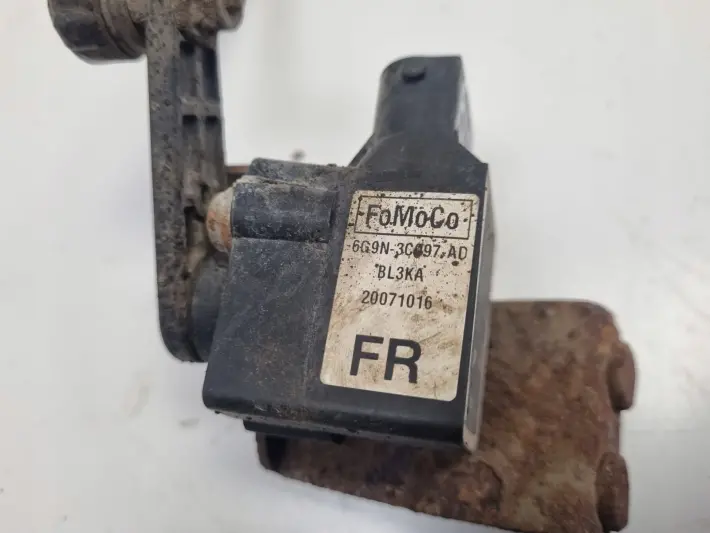 FoMoCo
6G9N-3C097-AD
BL3KA
20071016
FR